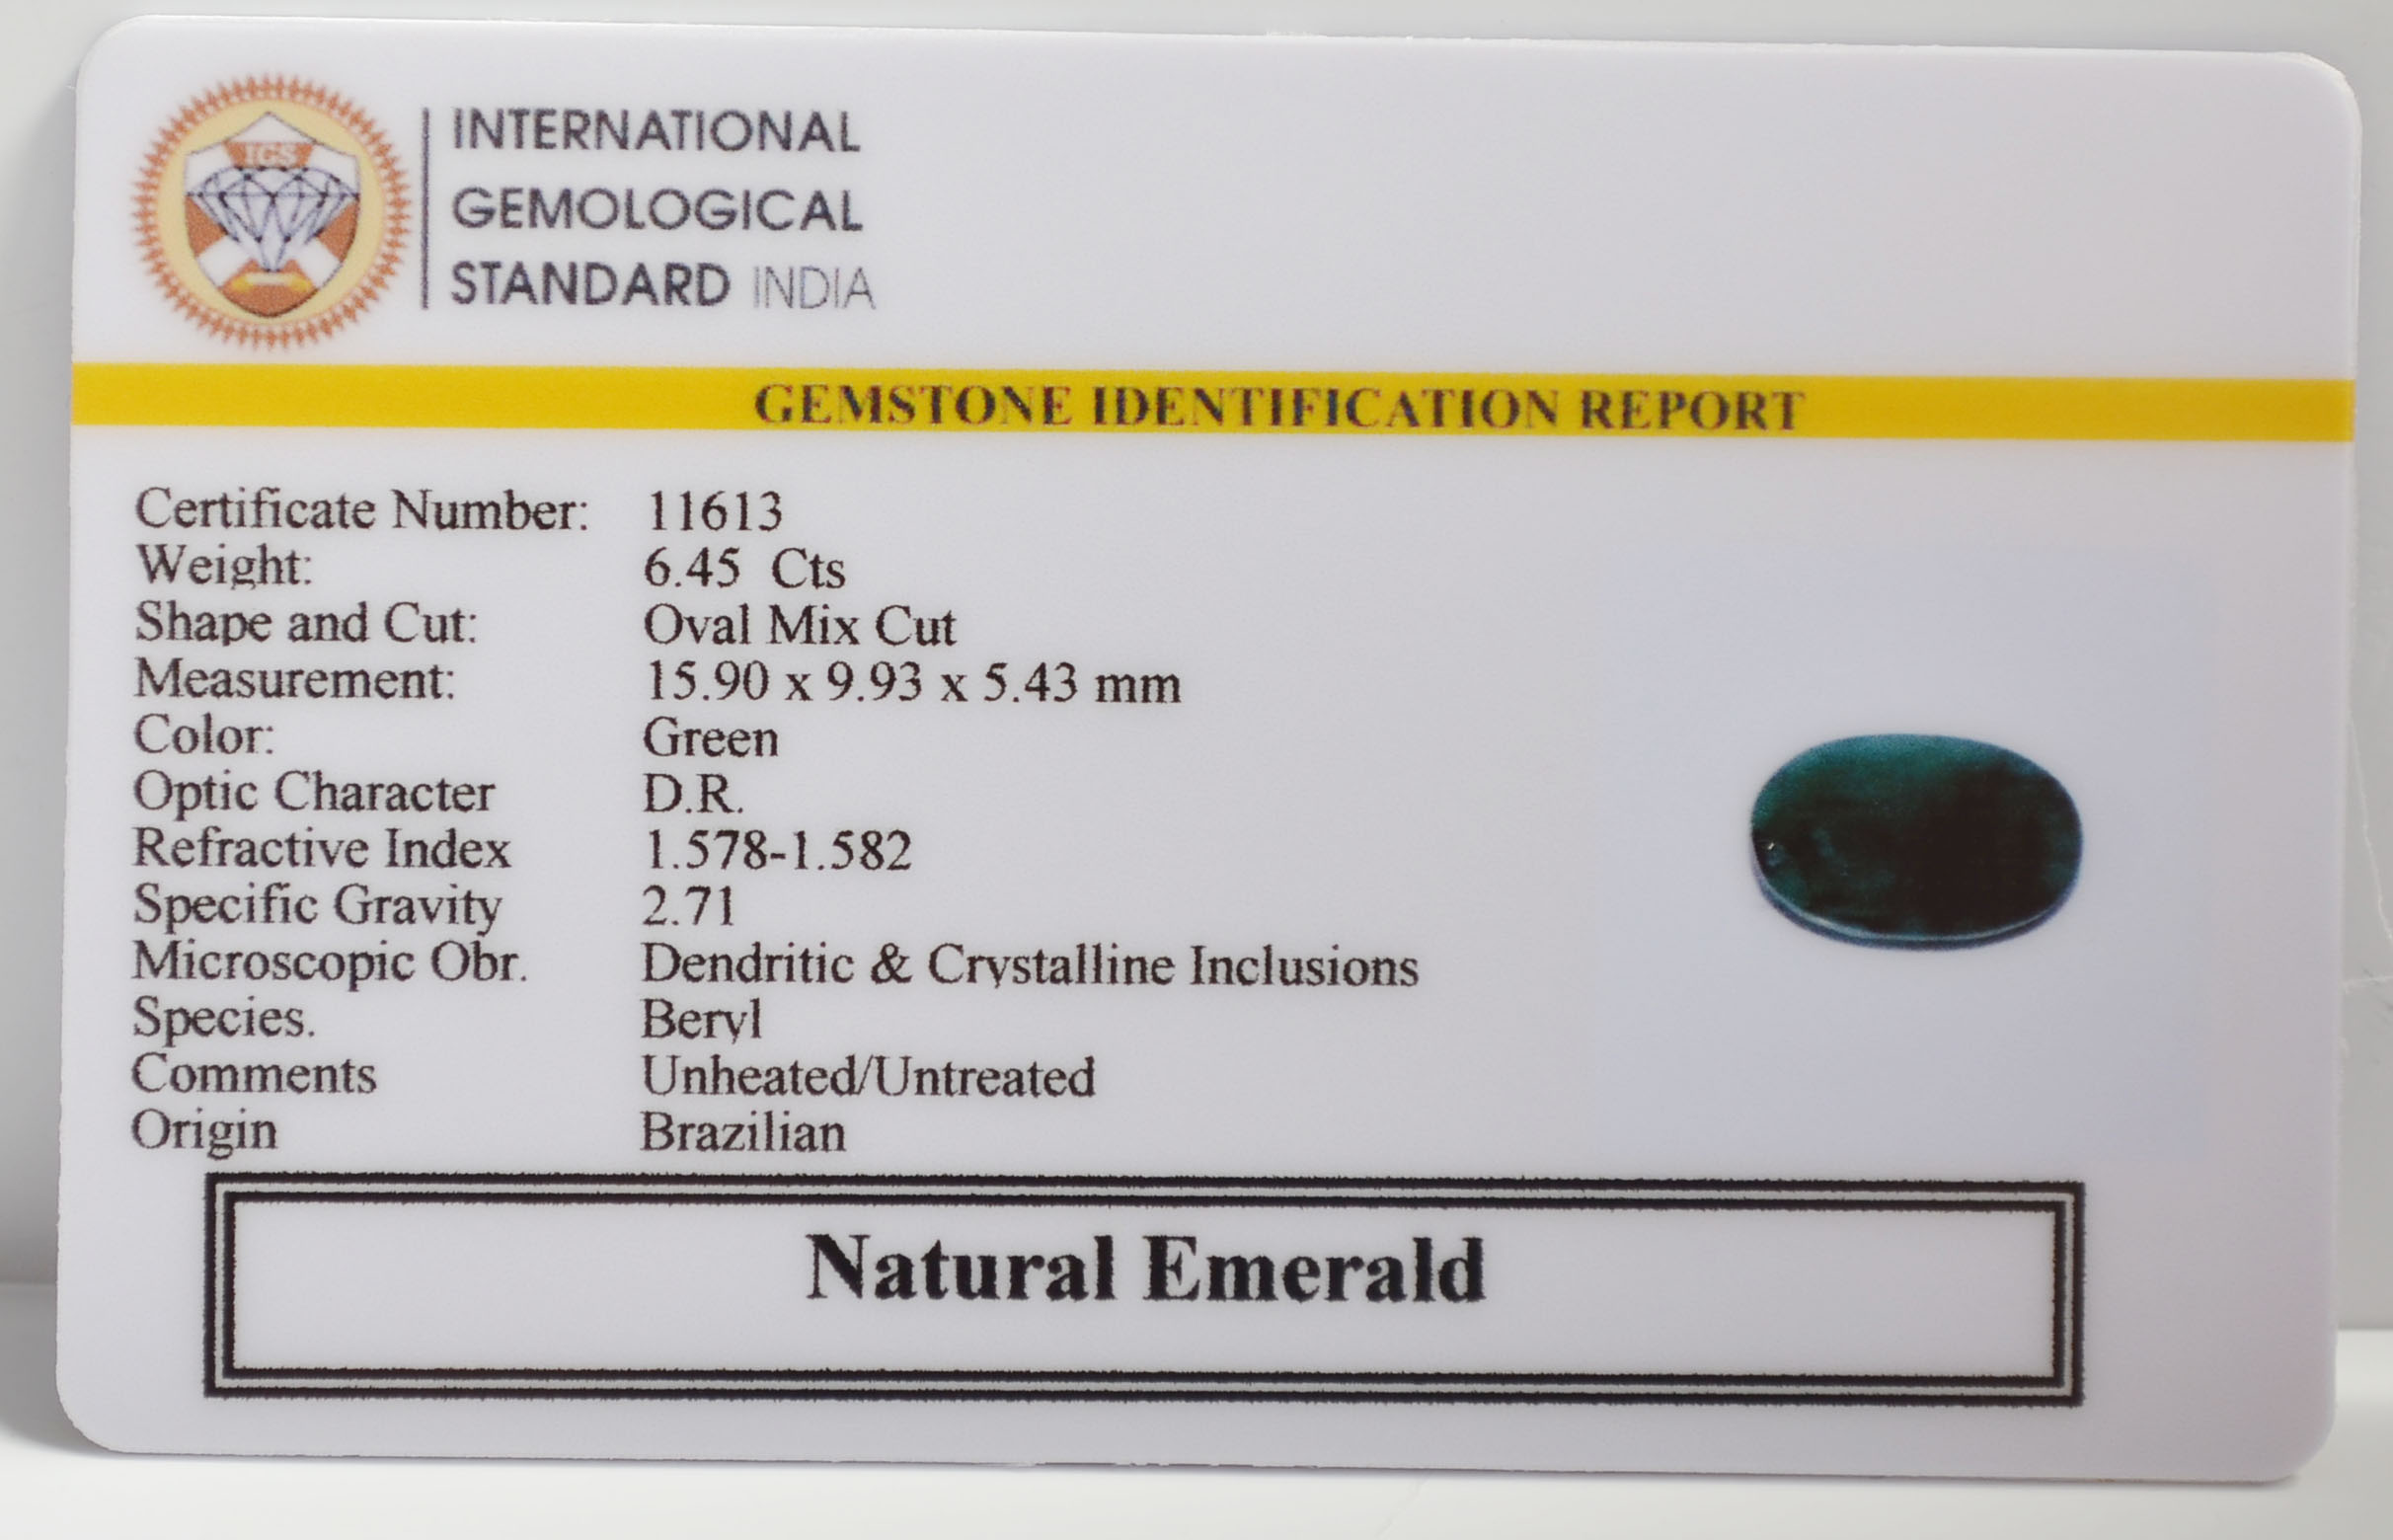 IGS
INTERNATIONAL
GEMOLOGICAL
STANDARD INDIA
GEMSTONE IDENTIFICATION REPORT
Certificate Number: 11613
Weight: 6.45 Cts
Shape and Cut: Oval Mix Cut
Measurement: 15.90 x 9.93 x 5.43 mm
Color: Green
Optic Character D.R.
Refractive Index 1.578-1.582
Specific Gravity 2.71
Microscopic Obr. Dendritic & Crystalline Inclusions
Species. Beryl
Comments Unheated/Untreated
Origin Brazilian
Natural Emerald